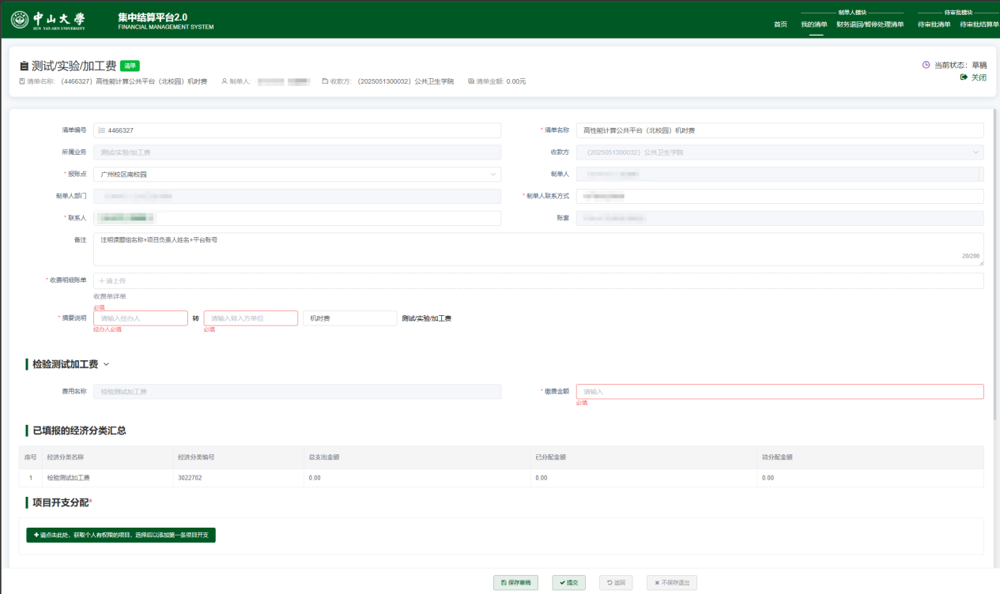 中山大学 集中结算平台2.0
SUN YAT-SEN UNIVERSITY FINANCIAL MANAGEMENT SYSTEM
制单人模块 待审批模块
首页 我的清单 财务退回/暂停处理清单 待审批清单 待审批结算单
测试/实验/加工费 清单
当前状态: 草稿
清单名称: (4466327) 高性能计算公共平台(北校园)机时费 制单人: 收款方: (2025051300032) 公共卫生学院 清单金额: 0.00元
关闭
清单编号 4466327 * 清单名称 高性能计算公共平台(北校园)机时费
所属业务 测试/实验/加工费 收款方 (2025051300032) 公共卫生学院
* 报账点 广州校区南校园 制单人
制单人部门 * 制单人联系方式
* 联系人 账套
备注 注明课题组名称+项目负责人姓名+平台账号
20/200
* 收费明细账单 + 请上传
收费单详单
必填
* 摘要说明 请输入经办人 转 请输入转入方单位 机时费 测试/实验/加工费
经办人必填 必填
检验测试加工费
费用名称 检验测试加工费 * 缴费金额 请输入
必填
已填报的经济分类汇总
序号 经济分类名称 经济分类编号 总支出金额 已分配金额 待分配金额
1 检验测试加工费 3022702 0.00 0.00 0.00
项目开支分配*
+ 请点击此处,获取个人有权限的项目,选择后以添加第一条项目开支
保存草稿 提交 返回 不保存退出